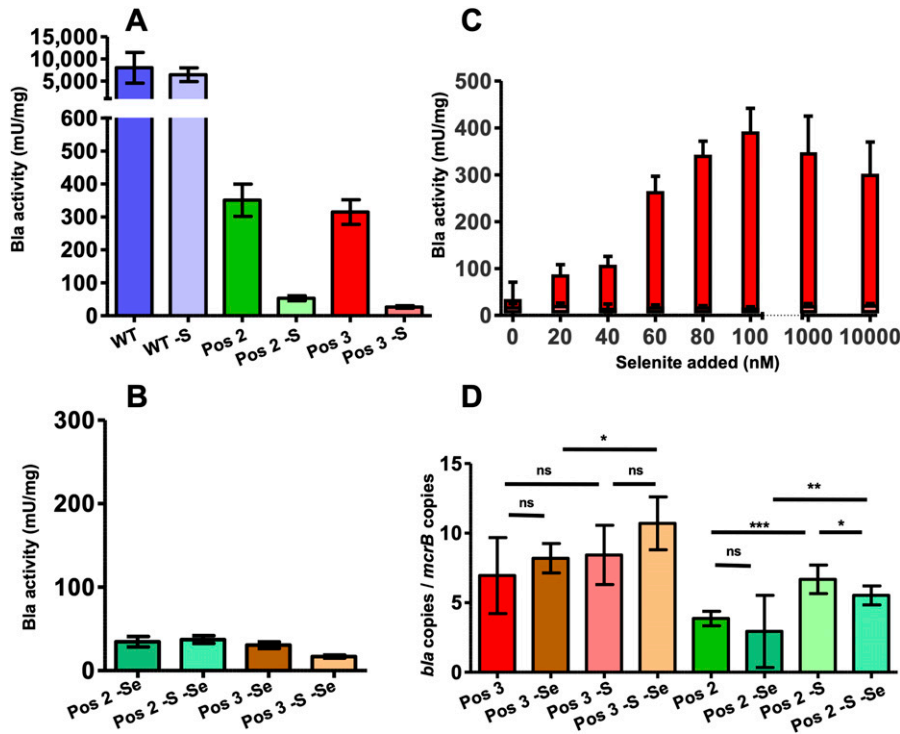 A
Bla activity (mU/mg)
15,000
10,000
5,000
600
500
400
300
200
100
0
WT
WT -S
Pos 2
Pos 2 -S
Pos 3
Pos 3 -S
C
Bla activity (mU/mg)
500
400
300
200
100
0
0 20 40 60 80 100 1000 10000
Selenite added (nM)
B
Bla activity (mU/mg)
300
200
100
0
Pos 2 -Se
Pos 2 -S -Se
Pos 3 -Se
Pos 3 -S -Se
D
bla copies / mcrB copies
15
10
5
0
*
ns
ns
ns
**
***
*
ns
Pos 3
Pos 3 -Se
Pos 3 -S
Pos 3 -S -Se
Pos 2
Pos 2 -Se
Pos 2 -S
Pos 2 -S -Se